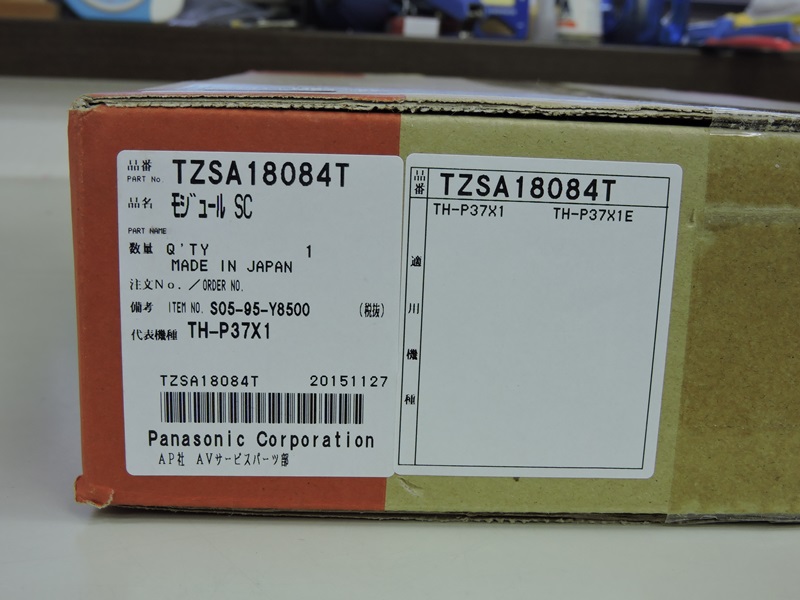 品番 TZSA18084T
PART No.
品名 ﾓｼﾞｭｰﾙ SC
PART NAME
数量 Q'TY 1
MADE IN JAPAN
注文No.／ORDER NO.
備考 ITEM NO. S05-95-Y8500 (税抜)
代表機種 TH-P37X1
TZSA18084T 20151127
Panasonic Corporation
AP社 AVサービスパーツ部
品番 TZSA18084T
TH-P37X1 TH-P37X1E
適用機種